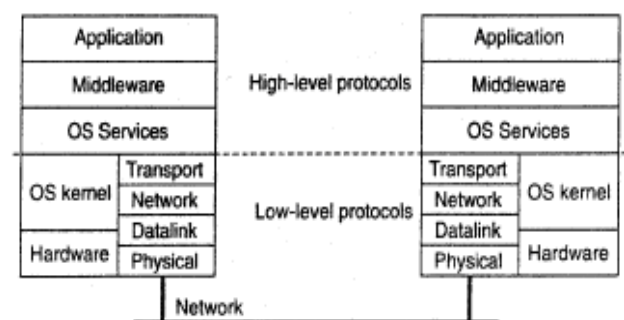 Application
Middleware
OS Services
OS kernel
Hardware
Transport
Network
Datalink
Physical
High-level protocols
Low-level protocols
Application
Middleware
OS Services
Transport
Network
Datalink
Physical
OS kernel
Hardware
Network